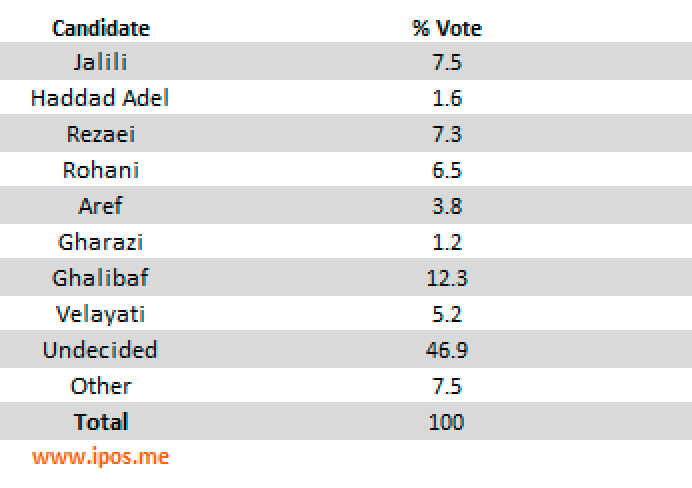 Candidate % Vote
Jalili 7.5
Haddad Adel 1.6
Rezaei 7.3
Rohani 6.5
Aref 3.8
Gharazi 1.2
Ghalibaf 12.3
Velayati 5.2
Undecided 46.9
Other 7.5
Total 100
www.ipos.me